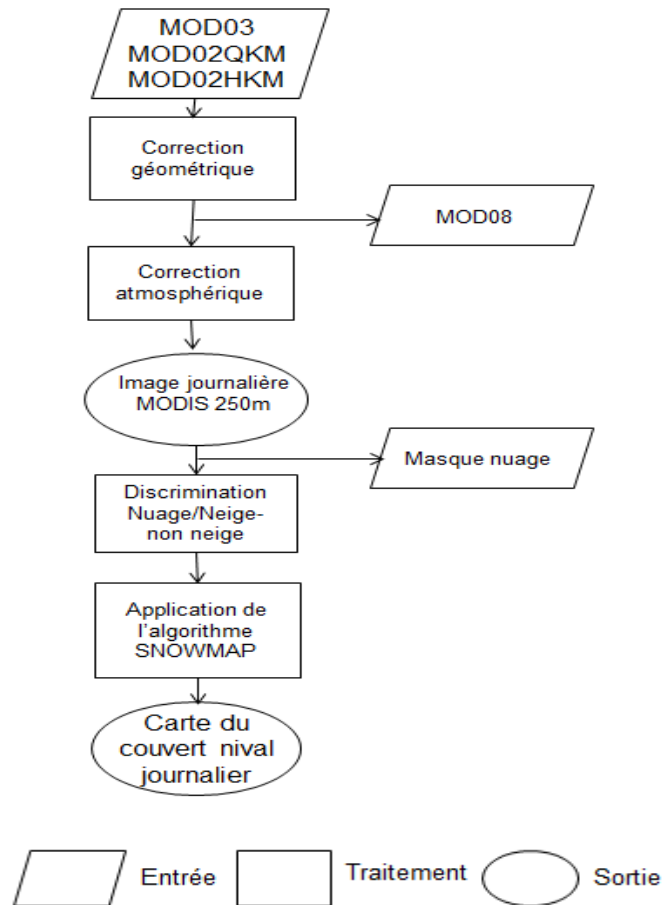 MOD03
MOD02QKM
MOD02HKM
Correction
géométrique
MOD08
Correction
atmosphérique
Image journalière
MODIS 250m
Masque nuage
Discrimination
Nuage/Neige-
non neige
Application de
l'algorithme
SNOWMAP
Carte du
couvert nival
journalier
Entrée
Traitement
Sortie